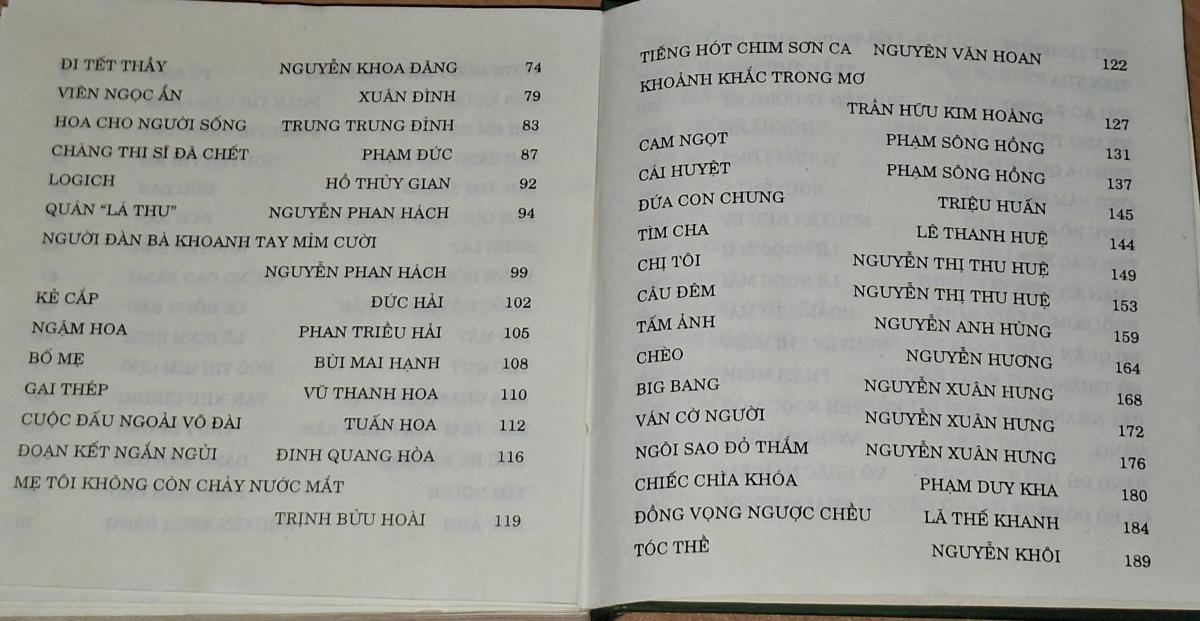 ĐI TẾT THẦY NGUYỄN KHOA ĐĂNG 74
VIÊN NGỌC ẨN XUÂN ĐÌNH 79
HOA CHO NGƯỜI SỐNG TRUNG TRUNG ĐỈNH 83
CHÀNG THI SĨ ĐÃ CHẾT PHẠM ĐỨC 87
LOGICH HỒ THỦY GIAN 92
QUÁN “LÁ THƯ” NGUYỄN PHAN HÁCH 94
NGƯỜI ĐÀN BÀ KHOANH TAY MỈM CƯỜI
NGUYỄN PHAN HÁCH 99
KẺ CẮP ĐỨC HẢI 102
NGẬM HOA PHAN TRIỀU HẢI 105
BỐ MẸ BÙI MAI HẠNH 108
GAI THÉP VŨ THANH HOA 110
CUỘC ĐẤU NGOÀI VÕ ĐÀI TUẤN HOA 112
ĐOẠN KẾT NGẮN NGỦI ĐINH QUANG HÒA 116
MẸ TÔI KHÔNG CÒN CHẢY NƯỚC MẮT
TRỊNH BỬU HOÀI 119
TIẾNG HÓT CHIM SƠN CA NGUYỄN VĂN HOAN 122
KHOẢNH KHẮC TRONG MƠ
TRẦN HỮU KIM HOÀNG 127
CAM NGỌT PHẠM SÔNG HỒNG 131
CẢI HUYỆT PHẠM SÔNG HỒNG 137
ĐỨA CON CHUNG TRIỆU HUẤN 145
TÌM CHA LÊ THANH HUỆ 144
CHỊ TÔI NGUYỄN THỊ THU HUỆ 149
CÂU ĐÊM NGUYỄN THỊ THU HUỆ 153
TẤM ẢNH NGUYỄN ANH HÙNG 159
CHÈO NGUYỄN HƯƠNG 164
BIG BANG NGUYỄN XUÂN HƯNG 168
VÁN CỜ NGƯỜI NGUYỄN XUÂN HƯNG 172
NGÔI SAO ĐỎ THẮM NGUYỄN XUÂN HƯNG 176
CHIẾC CHÌA KHÓA PHẠM DUY KHA 180
ĐỒNG VỌNG NGƯỢC CHỀU LÃ THẾ KHANH 184
TÓC THỀ NGUYỄN KHÔI 189